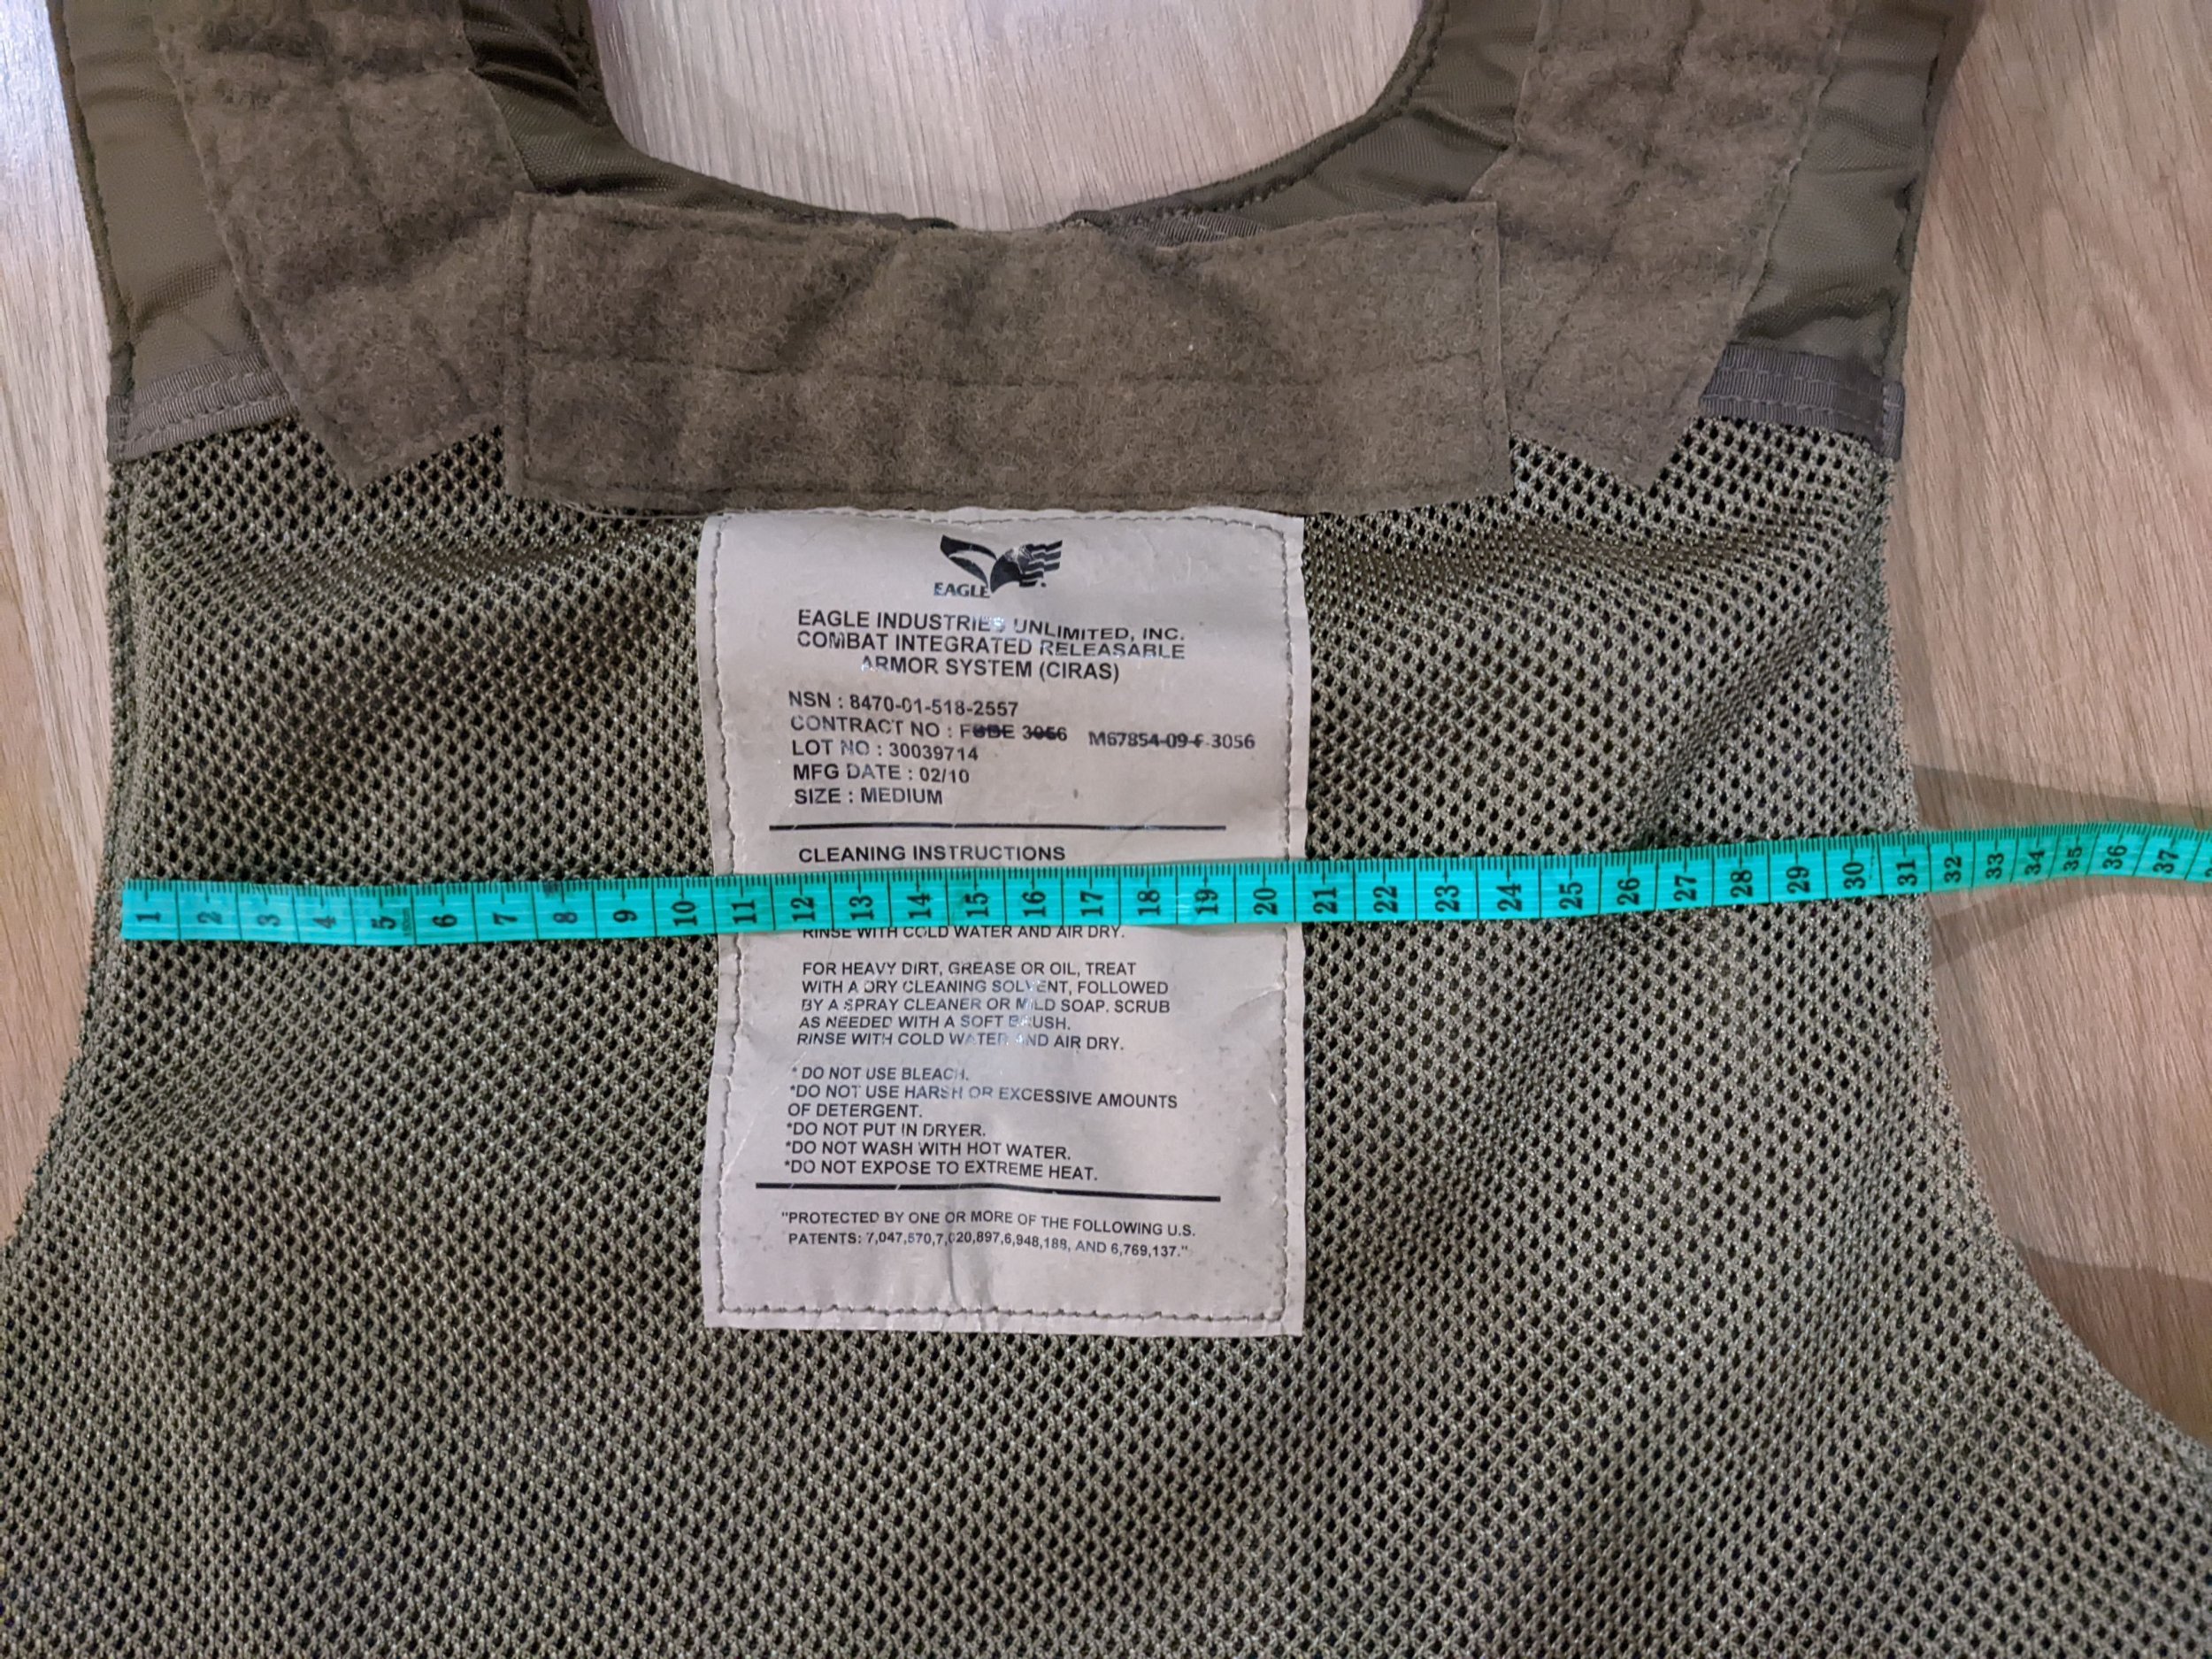 EAGLE
EAGLE INDUSTRIES UNLIMITED, INC.
COMBAT INTEGRATED RELEASABLE
ARMOR SYSTEM (CIRAS)
NSN : 8470-01-518-2557
CONTRACT NO : 3056 M67854-09-F-3056
LOT NO : 30039714
MFG DATE : 02/10
SIZE : MEDIUM
CLEANING INSTRUCTIONS
1 2 3 4 5 6 7 8 9 10 11 12 13 14 15 16 17 18 19 20 21 22 23 24 25 26 27 28 29 30 31 32 33 34 35 36 37
RINSE WITH COLD WATER AND AIR DRY.
FOR HEAVY DIRT, GREASE OR OIL, TREAT
WITH A DRY CLEANING SOLVENT, FOLLOWED
BY A SPRAY CLEANER OR MILD SOAP. SCRUB
AS NEEDED WITH A SOFT BRUSH.
RINSE WITH COLD WATER AND AIR DRY.
* DO NOT USE BLEACH.
*DO NOT USE HARSH OR EXCESSIVE AMOUNTS
OF DETERGENT.
*DO NOT PUT IN DRYER.
*DO NOT WASH WITH HOT WATER.
*DO NOT EXPOSE TO EXTREME HEAT.
"PROTECTED BY ONE OR MORE OF THE FOLLOWING U.S.
PATENTS: 7,047,570,7,020,897,6,948,188, AND 6,769,137."